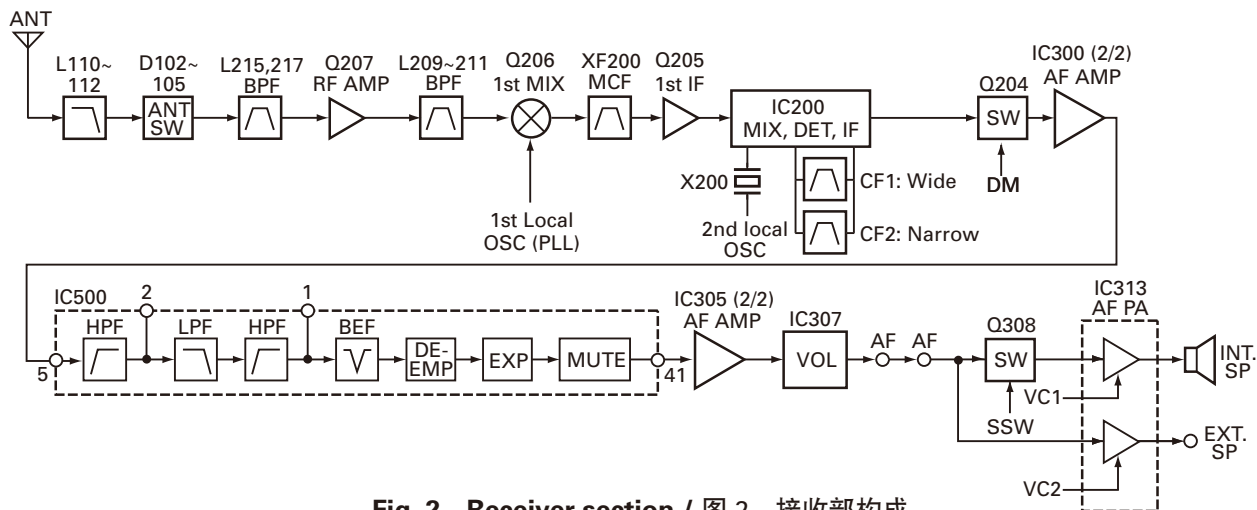 ANT
L110~
112
D102~
105
ANT
SW
L215,217
BPF
Q207
RF AMP
L209~211
BPF
Q206
1st MIX
XF200
MCF
Q205
1st IF
IC200
MIX, DET, IF
X200
2nd local
OSC
CF1: Wide
CF2: Narrow
Q204
SW
DM
IC300 (2/2)
AF AMP
1st Local
OSC (PLL)
IC500
5
HPF
2
LPF
HPF
1
BEF
DE-
EMP
EXP
MUTE
41
IC305 (2/2)
AF AMP
IC307
VOL
AF
AF
Q308
SW
SSW
IC313
AF PA
VC1
INT.
SP
VC2
EXT.
SP
Fig. 2 Receiver section / 图 2 接收部构成